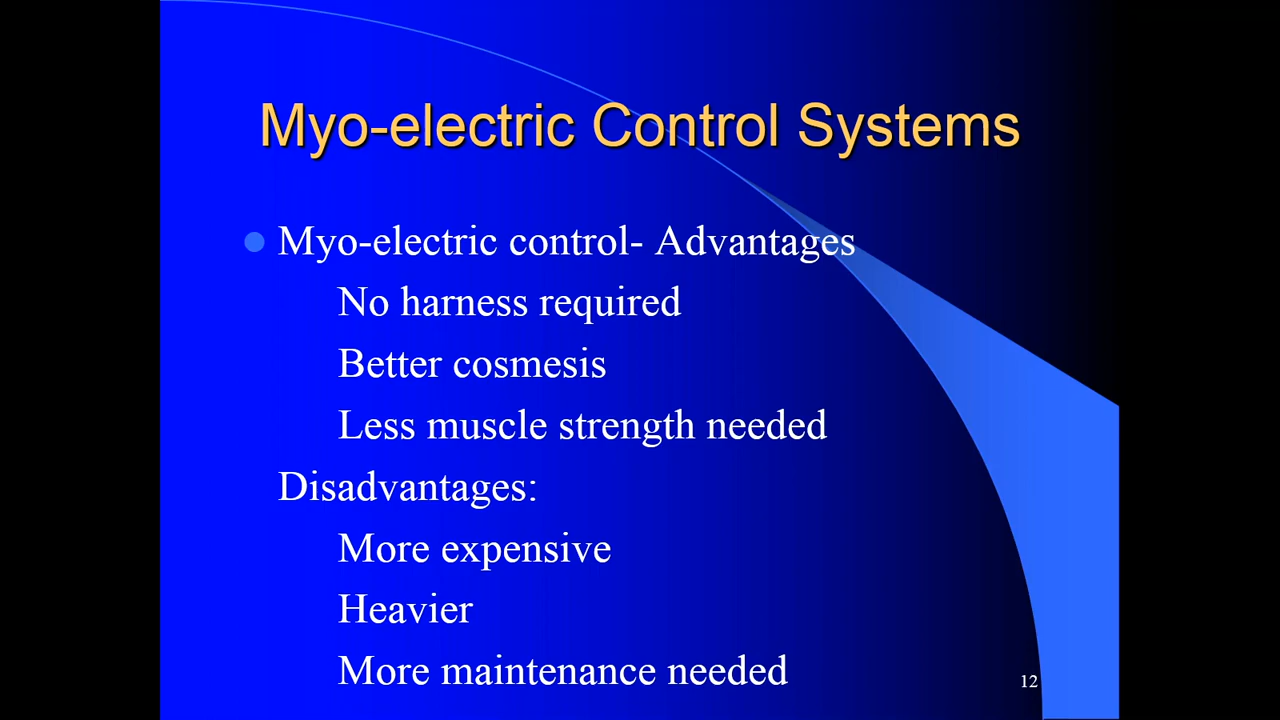 Myo-electric Control Systems
Myo-electric control- Advantages
No harness required
Better cosmesis
Less muscle strength needed
Disadvantages:
More expensive
Heavier
More maintenance needed
12